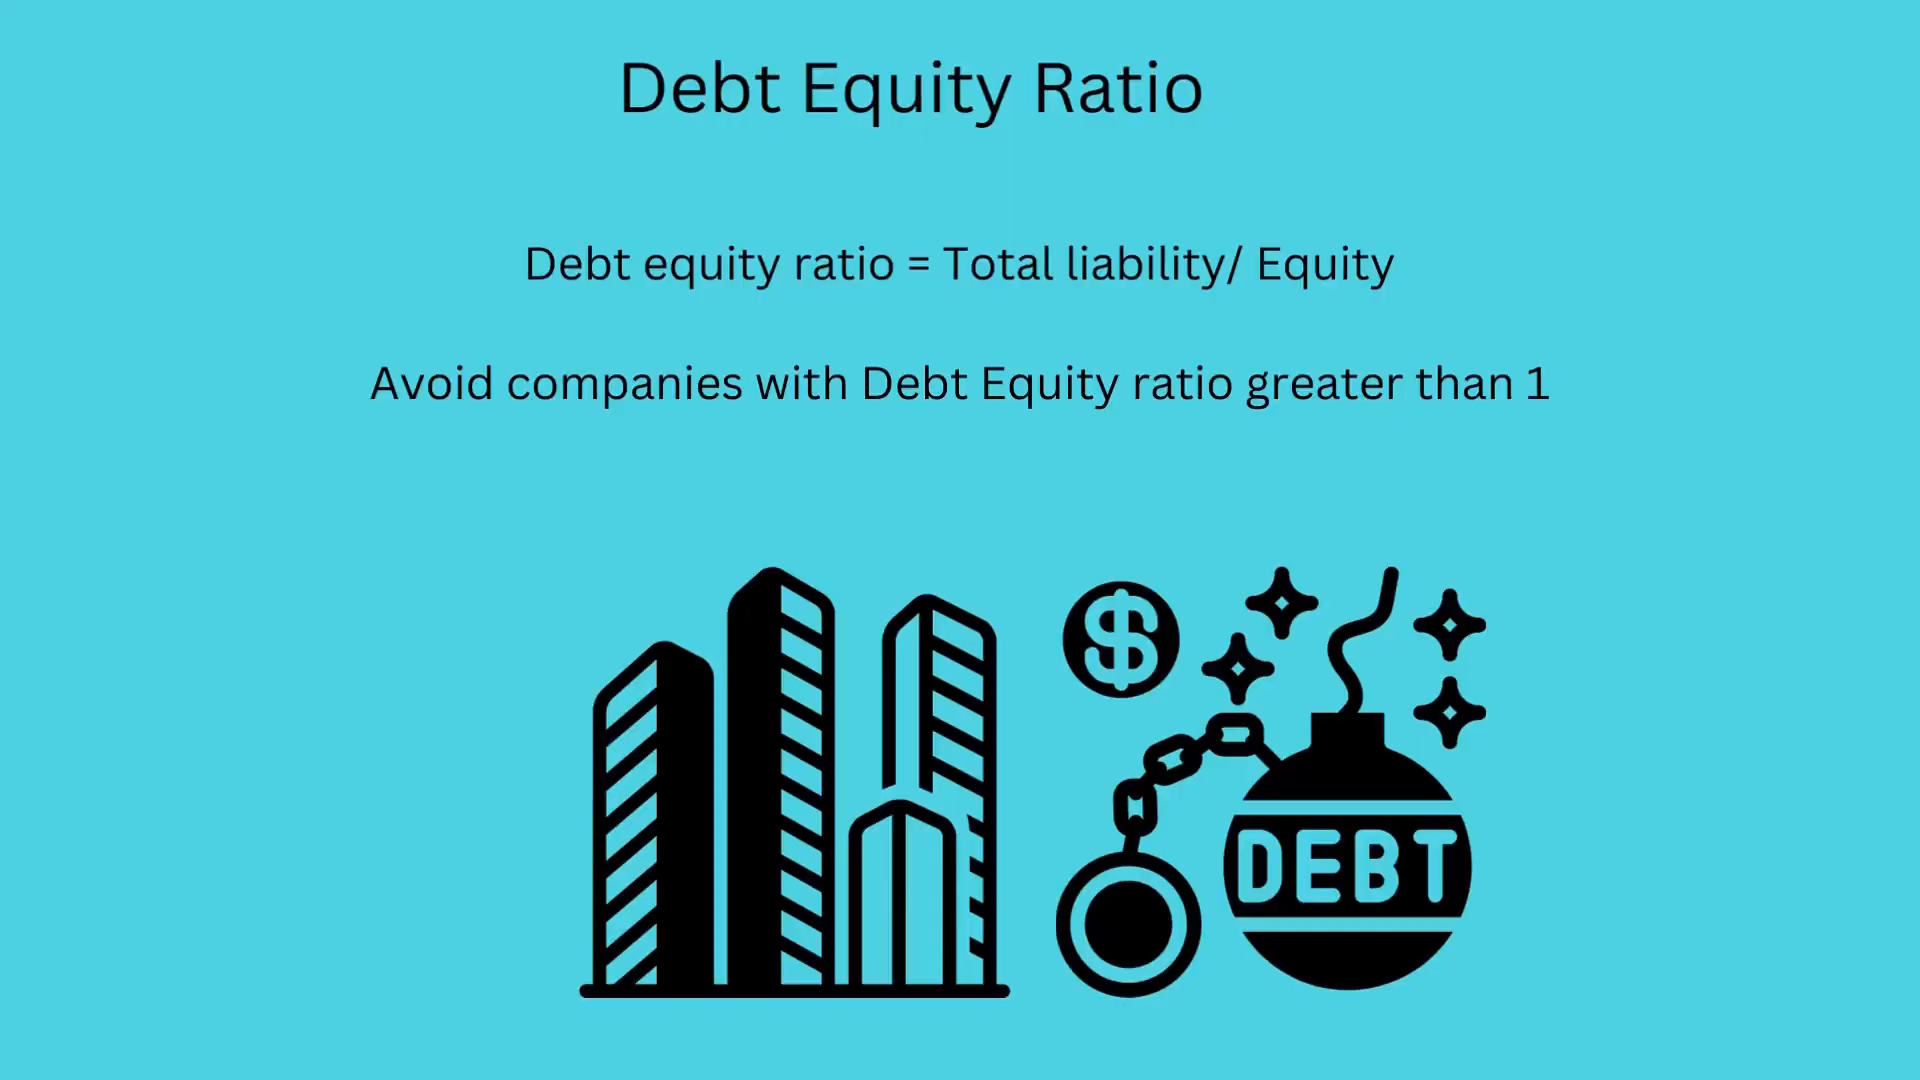 Debt Equity Ratio
Debt equity ratio = Total liability/ Equity
Avoid companies with Debt Equity ratio greater than 1
$
DEBT